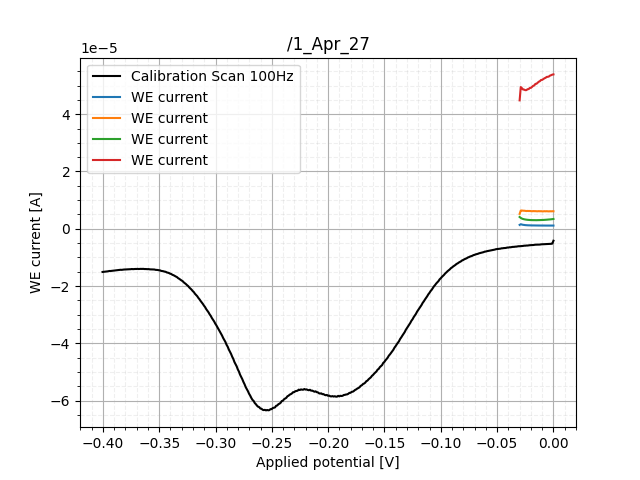 /1_Apr_27
1e−5
Calibration Scan 100Hz
WE current
WE current
WE current
WE current
4
2
0
−2
−4
−6
WE current [A]
−0.40 −0.35 −0.30 −0.25 −0.20 −0.15 −0.10 −0.05 0.00
Applied potential [V]